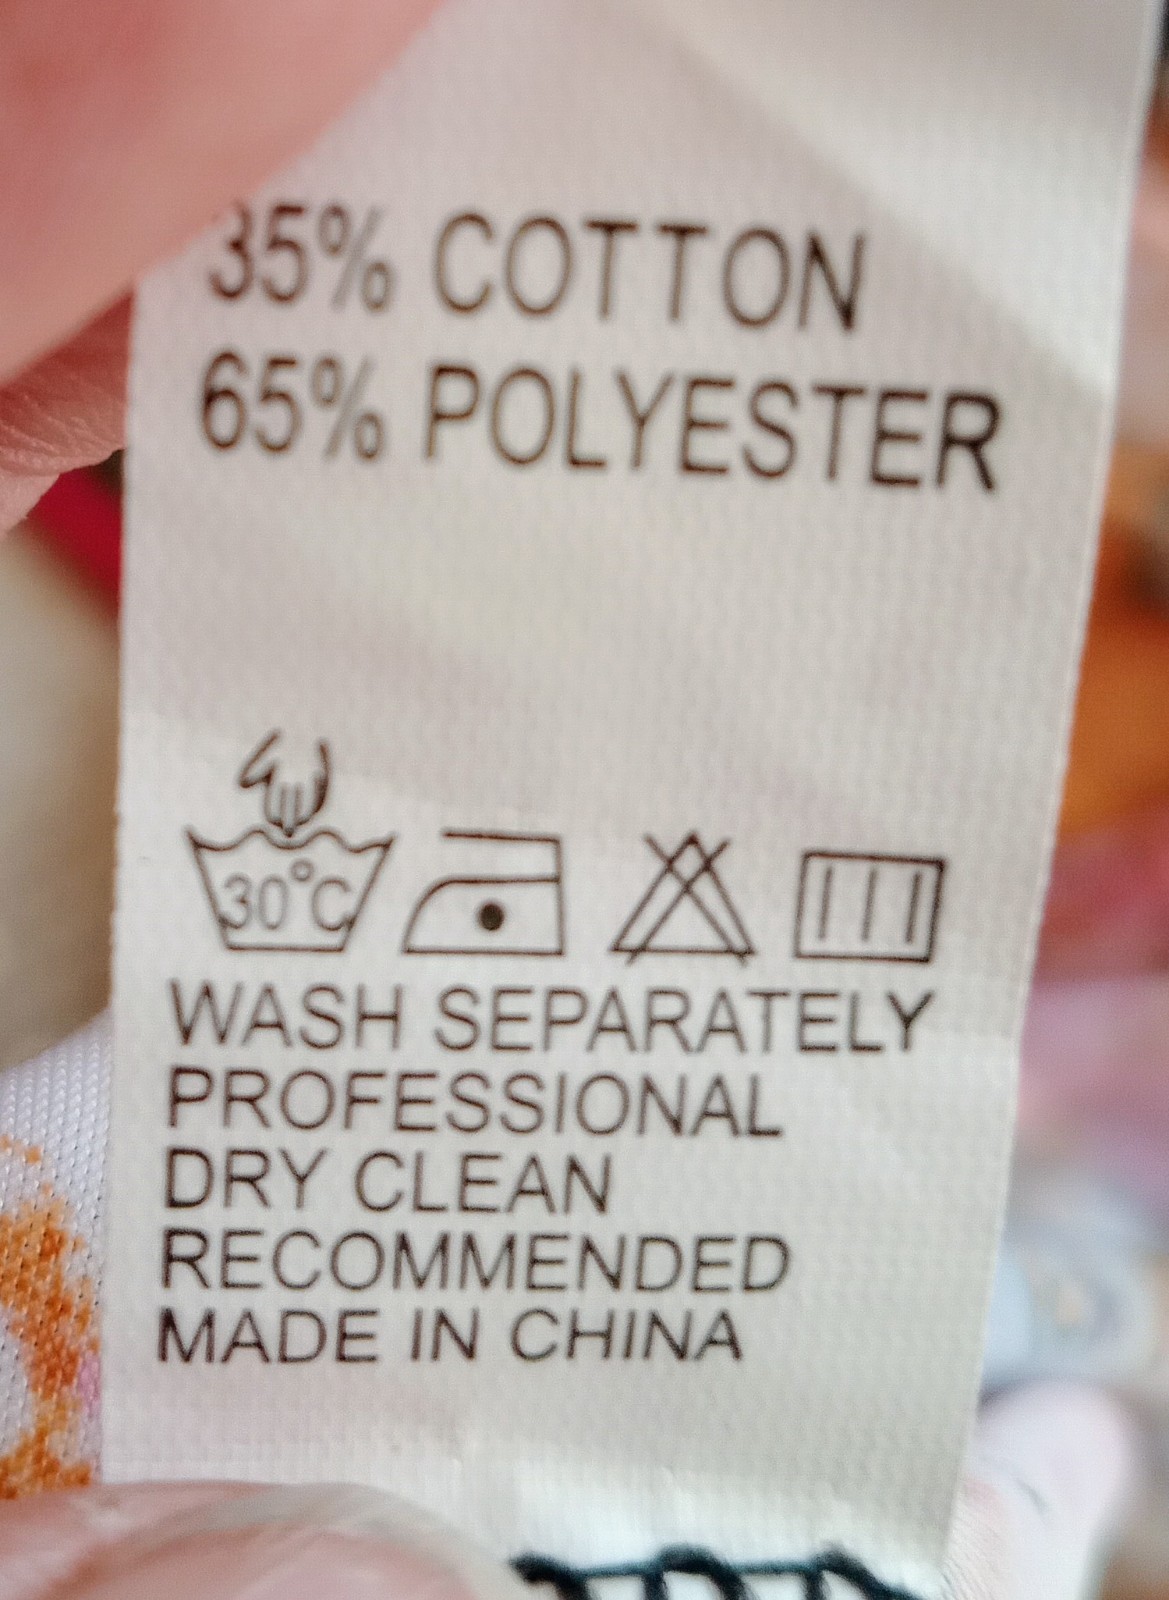 35% COTTON
65% POLYESTER
30°C
WASH SEPARATELY
PROFESSIONAL
DRY CLEAN
RECOMMENDED
MADE IN CHINA